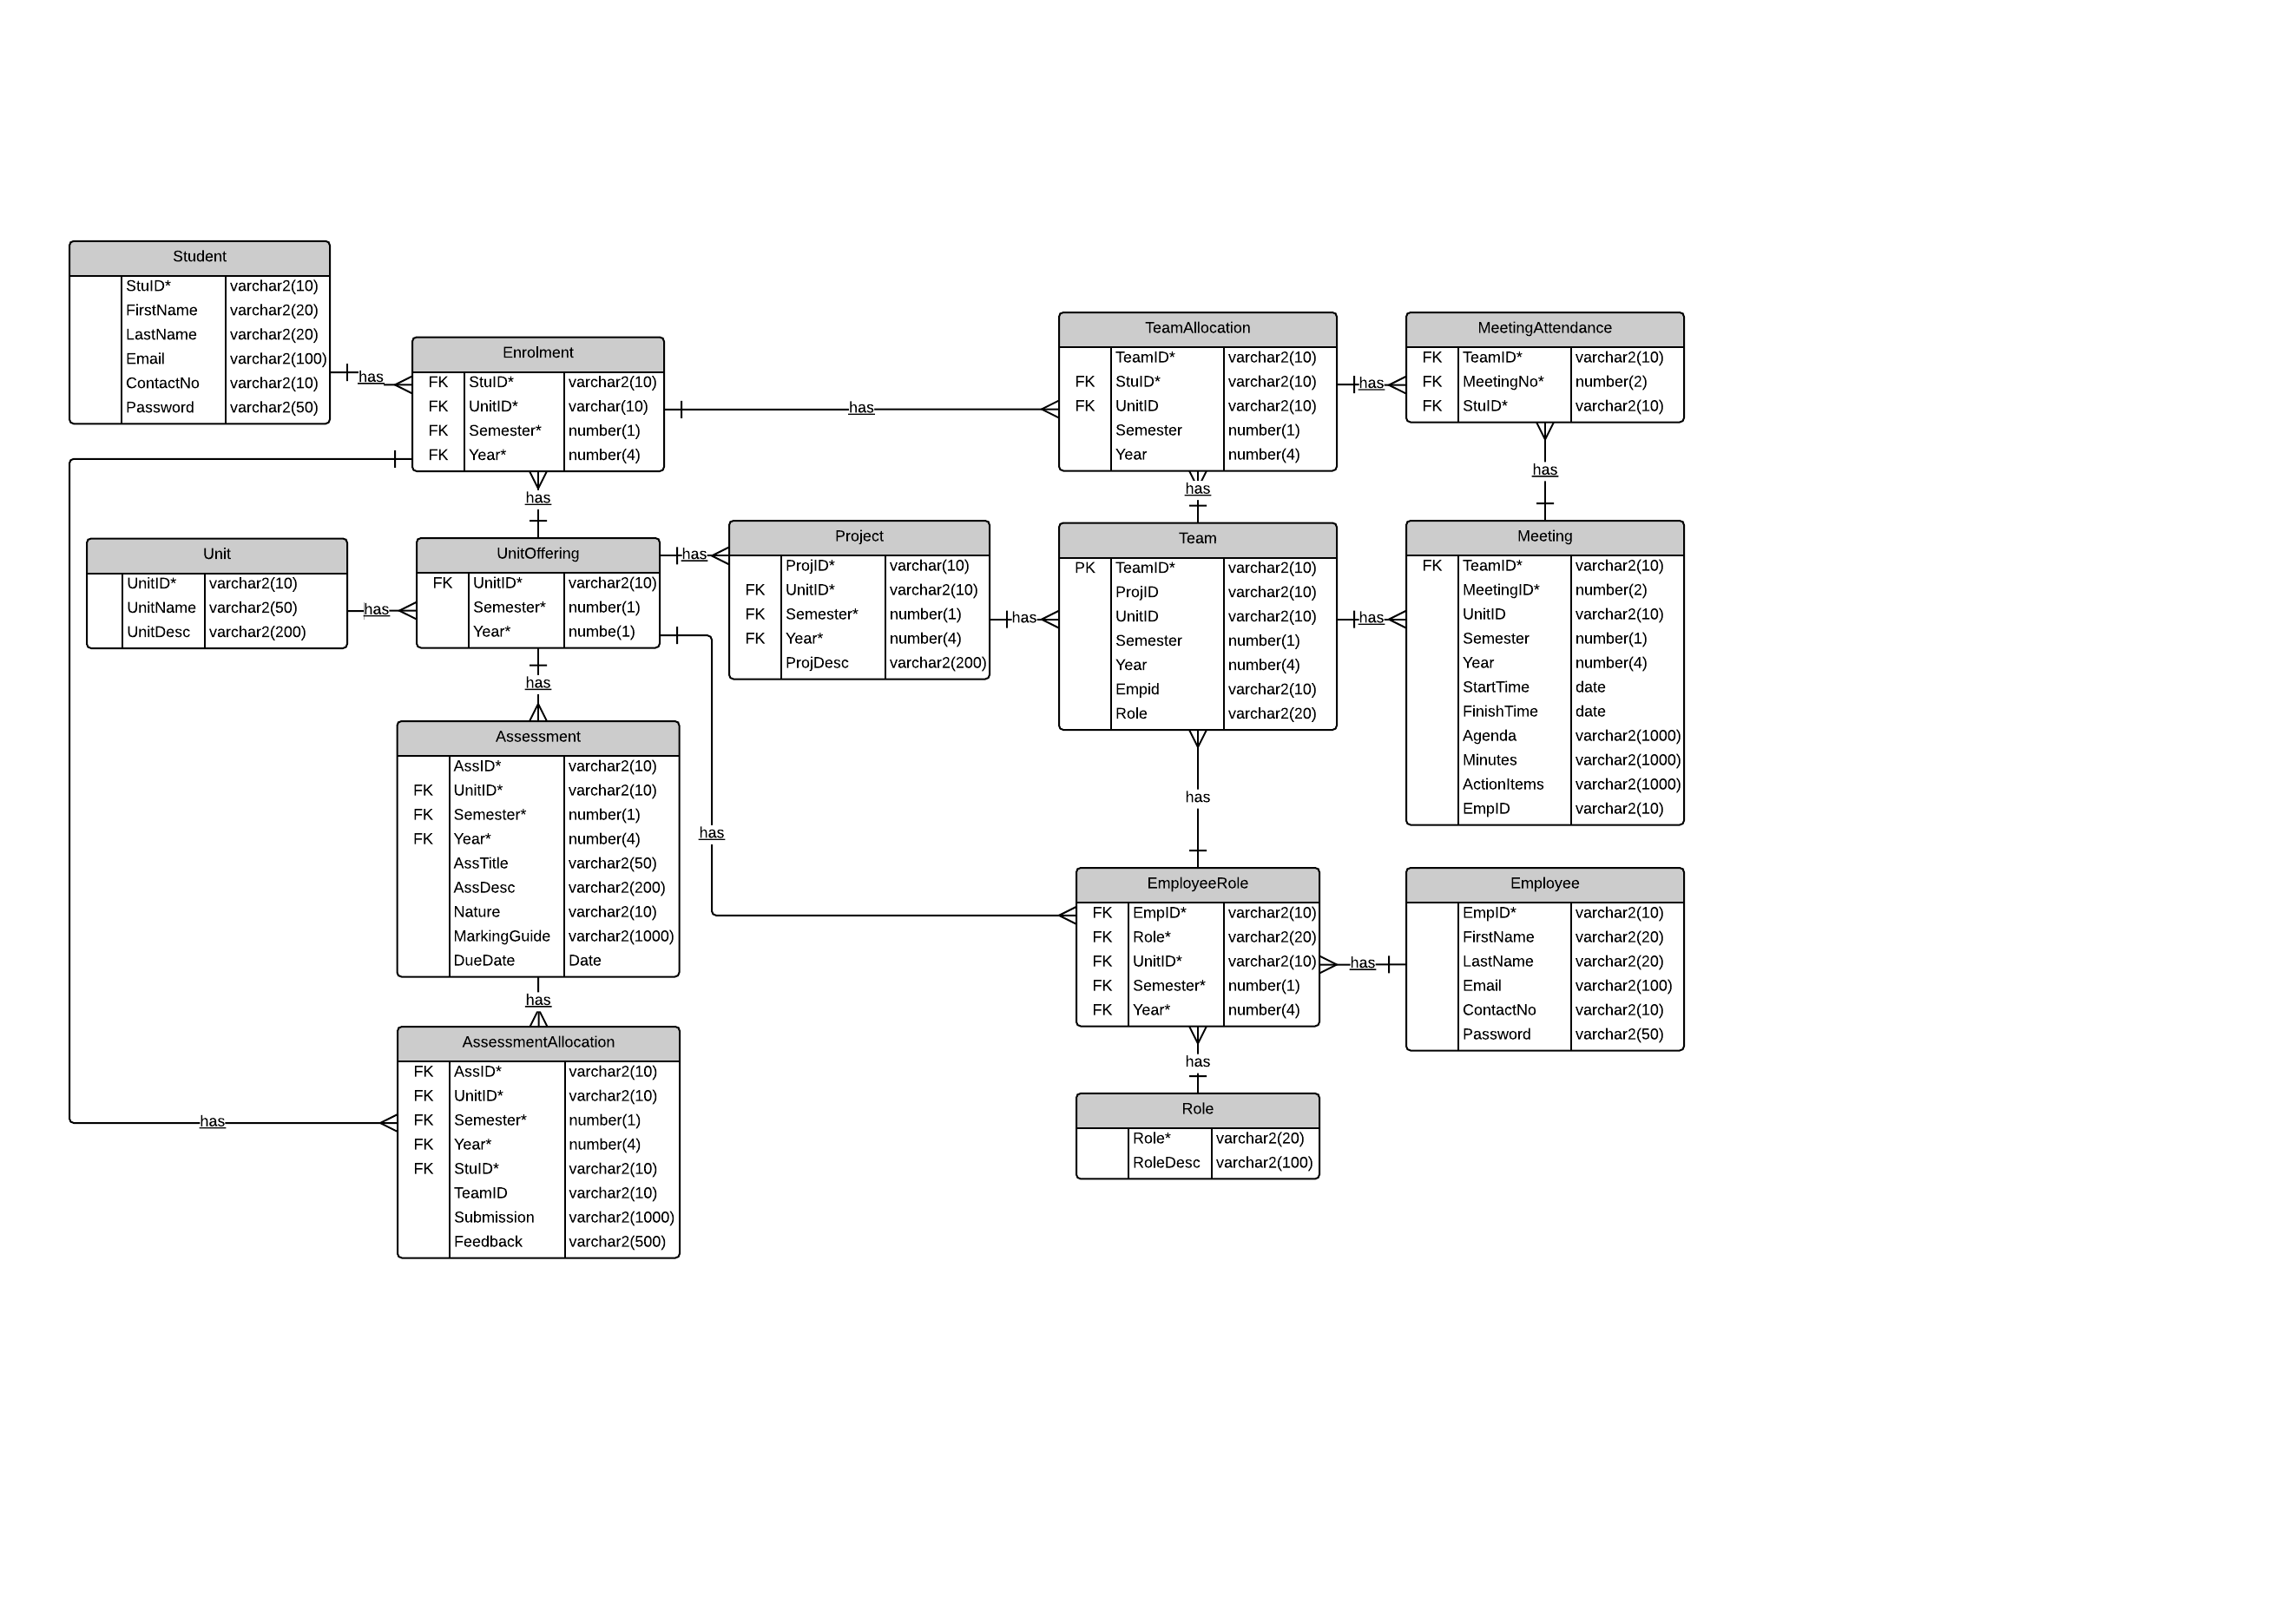 Student
StuID* varchar2(10)
FirstName varchar2(20)
LastName varchar2(20)
Email varchar2(100)
ContactNo varchar2(10)
Password varchar2(50)
has
Enrolment
FK StuID* varchar2(10)
FK UnitID* varchar(10)
FK Semester* number(1)
FK Year* number(4)
has
TeamAllocation
TeamID* varchar2(10)
FK StuID* varchar2(10)
FK UnitID varchar2(10)
Semester number(1)
Year number(4)
has
MeetingAttendance
FK TeamID* varchar2(10)
FK MeetingNo* number(2)
FK StuID* varchar2(10)
has
has
has
Unit
UnitID* varchar2(10)
UnitName varchar2(50)
UnitDesc varchar2(200)
has
UnitOffering
FK UnitID* varchar2(10)
Semester* number(1)
Year* numbe(1)
has
Project
ProjID* varchar(10)
FK UnitID* varchar2(10)
FK Semester* number(1)
FK Year* number(4)
ProjDesc varchar2(200)
has
Team
PK TeamID* varchar2(10)
ProjID varchar2(10)
UnitID varchar2(10)
Semester number(1)
Year number(4)
Empid varchar2(10)
Role varchar2(20)
has
Meeting
FK TeamID* varchar2(10)
MeetingID* number(2)
UnitID varchar2(10)
Semester number(1)
Year number(4)
StartTime date
FinishTime date
Agenda varchar2(1000)
Minutes varchar2(1000)
ActionItems varchar2(1000)
EmpID varchar2(10)
has
Assessment
AssID* varchar2(10)
FK UnitID* varchar2(10)
FK Semester* number(1)
FK Year* number(4)
AssTitle varchar2(50)
AssDesc varchar2(200)
Nature varchar2(10)
MarkingGuide varchar2(1000)
DueDate Date
has
has
EmployeeRole
FK EmpID* varchar2(10)
FK Role* varchar2(20)
FK UnitID* varchar2(10)
FK Semester* number(1)
FK Year* number(4)
has
Employee
EmpID* varchar2(10)
FirstName varchar2(20)
LastName varchar2(20)
Email varchar2(100)
ContactNo varchar2(10)
Password varchar2(50)
has
has
AssessmentAllocation
FK AssID* varchar2(10)
FK UnitID* varchar2(10)
FK Semester* number(1)
FK Year* number(4)
FK StuID* varchar2(10)
TeamID varchar2(10)
Submission varchar2(1000)
Feedback varchar2(500)
has
Role
Role* varchar2(20)
RoleDesc varchar2(100)